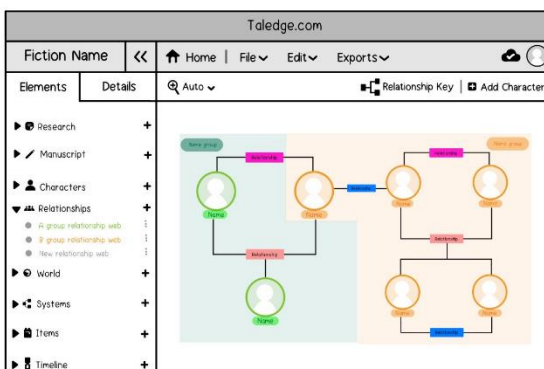 Taledge.com
Fiction Name
Home | File Edit Exports
Elements Details
Auto
Relationship Key | Add Character
Research +
Manuscript +
Characters +
Relationships +
A group relationship web
B group relationship web
New relationship web
World +
Systems +
Items +
Timeline +
Name group
Name group
Relationship
Relationship
Relationship
Name
Name
Name
Name
Relationship
Relationship
Name
Name
Name
Relationship